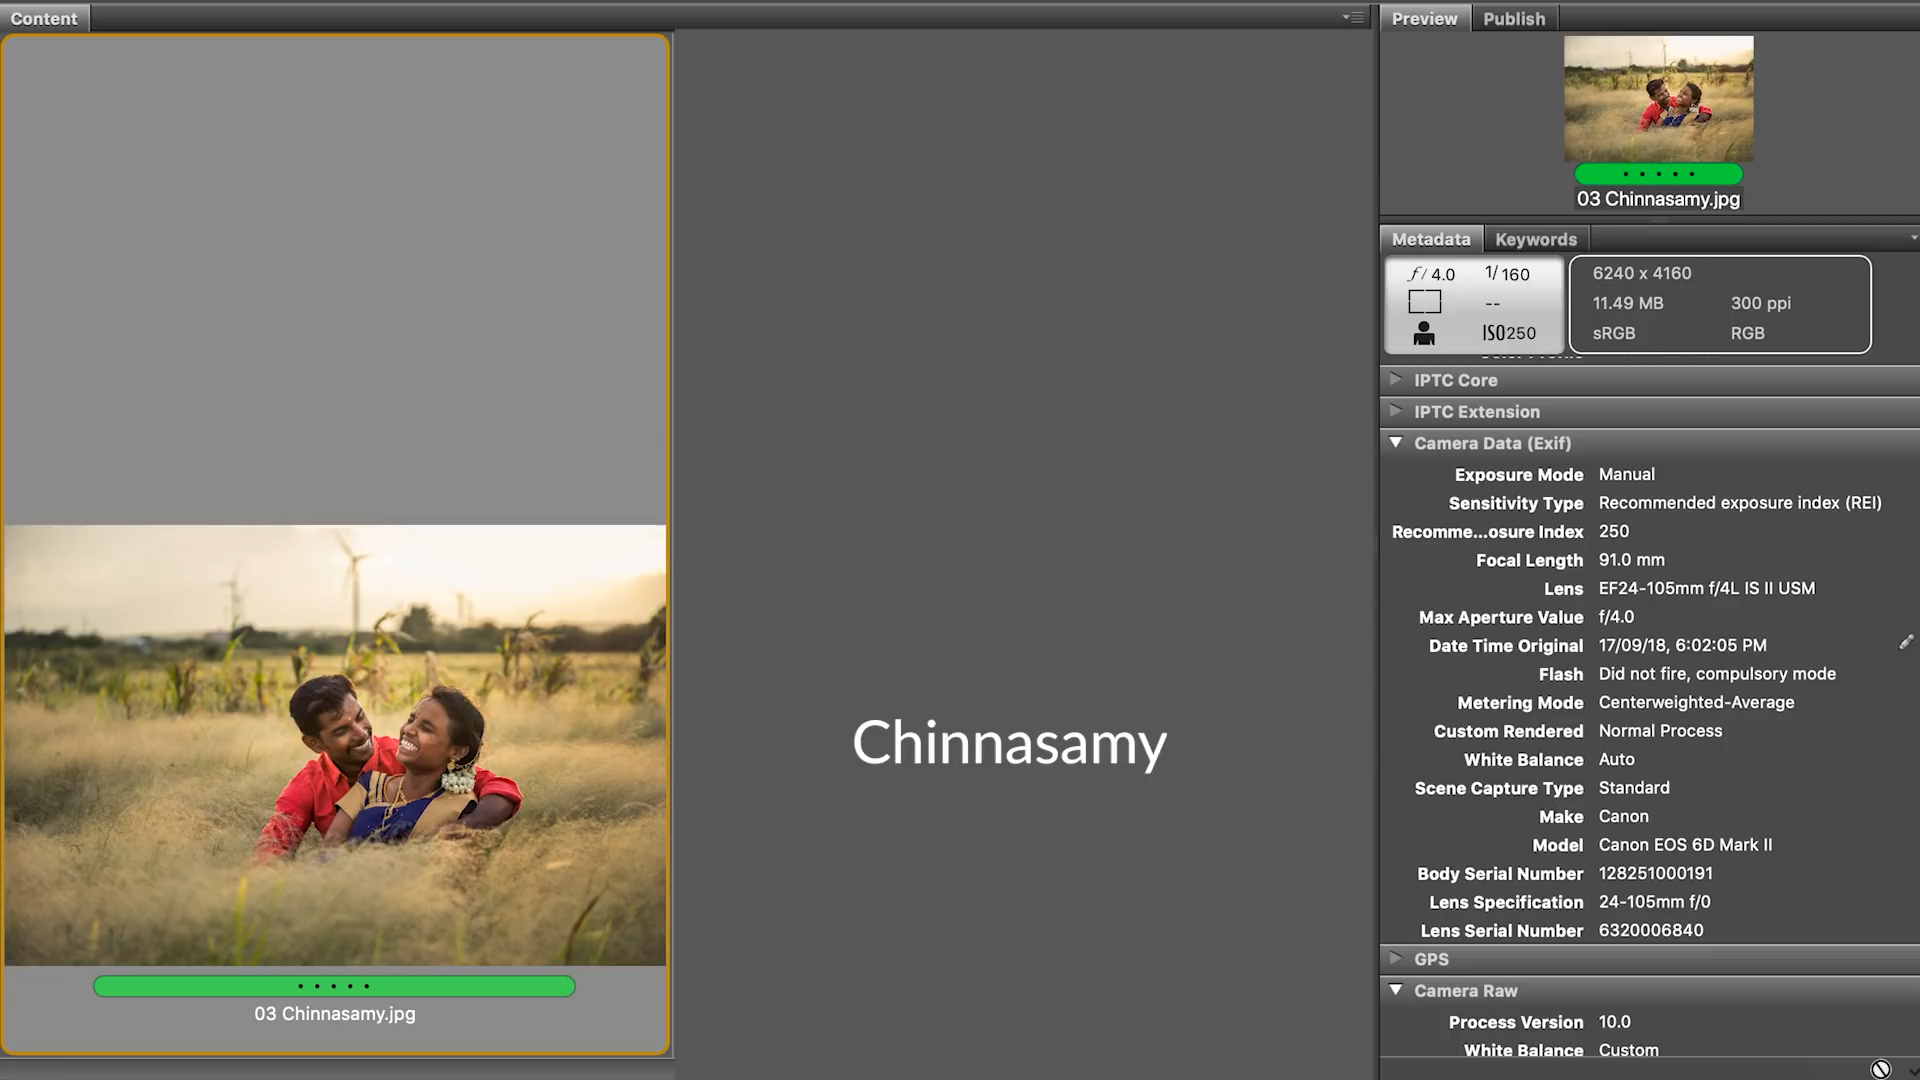 Content
Preview
Publish
03 Chinnasamy.jpg
Metadata
Keywords
f/ 4.0 1/160
--
ISO250
6240 x 4160
11.49 MB 300 ppi
sRGB RGB
IPTC Core
IPTC Extension
Camera Data (Exif)
Exposure Mode Manual
Sensitivity Type Recommended exposure index (REI)
Recomme...osure Index 250
Focal Length 91.0 mm
Lens EF24-105mm f/4L IS II USM
Max Aperture Value f/4.0
Date Time Original 17/09/18, 6:02:05 PM
Flash Did not fire, compulsory mode
Metering Mode Centerweighted-Average
Custom Rendered Normal Process
White Balance Auto
Scene Capture Type Standard
Make Canon
Model Canon EOS 6D Mark II
Body Serial Number 128251000191
Lens Specification 24-105mm f/0
Lens Serial Number 6320006840
GPS
Camera Raw
Process Version 10.0
White Balance Custom
Chinnasamy
03 Chinnasamy.jpg